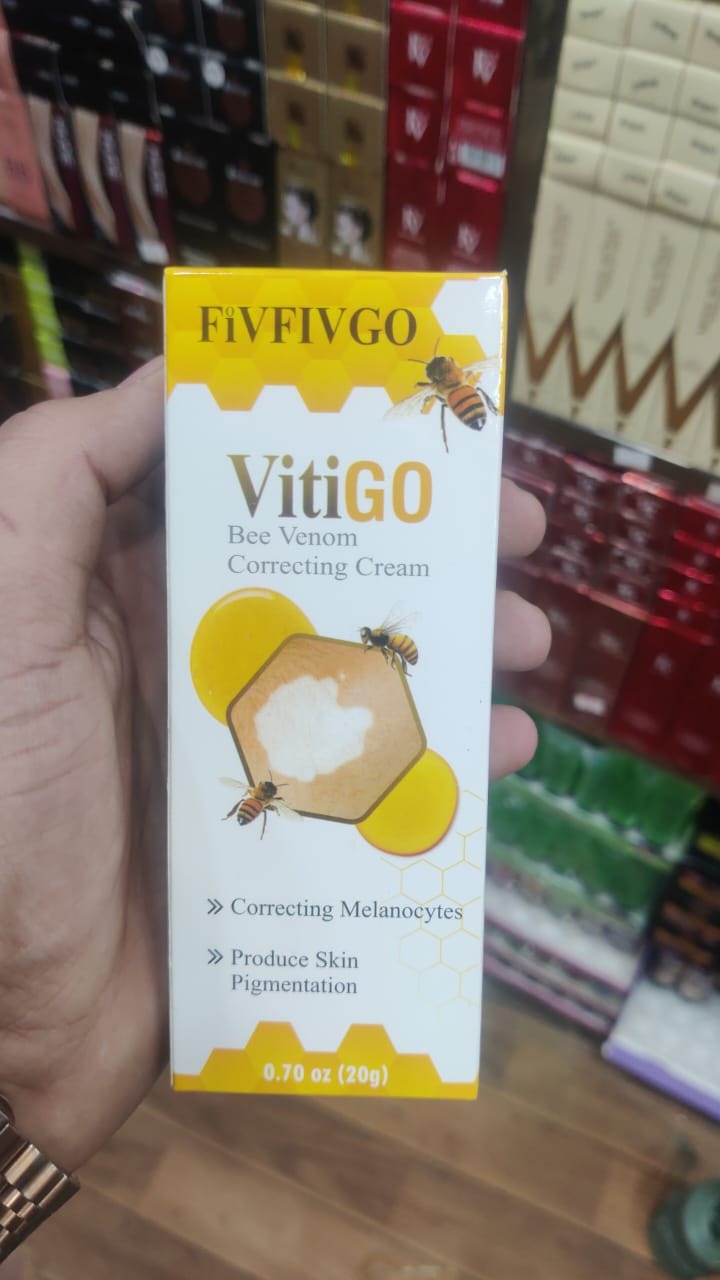 FiVFIVGO
VitiGO
Bee Venom
Correcting Cream
» Correcting Melanocytes
» Produce Skin
Pigmentation
0.70 oz (20g)